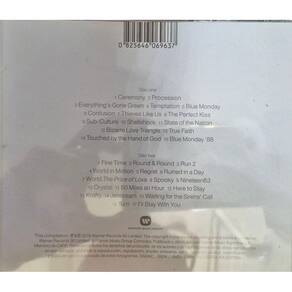 0 825646 069637
Disc one
1 Ceremony 2 Procession
3 Everything's Gone Green 4 Temptation 5 Blue Monday
6 Confusion 7 Thieves Like Us 8 The Perfect Kiss
9 Sub-Culture 10 Shellshock 11 State of the Nation
12 Bizarre Love Triangle 13 True Faith
14 Touched by the Hand of God 15 Blue Monday '88
Disc two
1 Fine Time 2 Round & Round 3 Run 2
4 World in Motion 5 Regret 6 Ruined in a Day
7 World (The Price of Love) 8 Spooky 9 Nineteen63
10 Crystal 11 60 Miles an Hour 12 Here to Stay
13 Krafty 14 Jetstream 15 Waiting for the Sirens' Call
16 Turn 17 I'll Stay With You